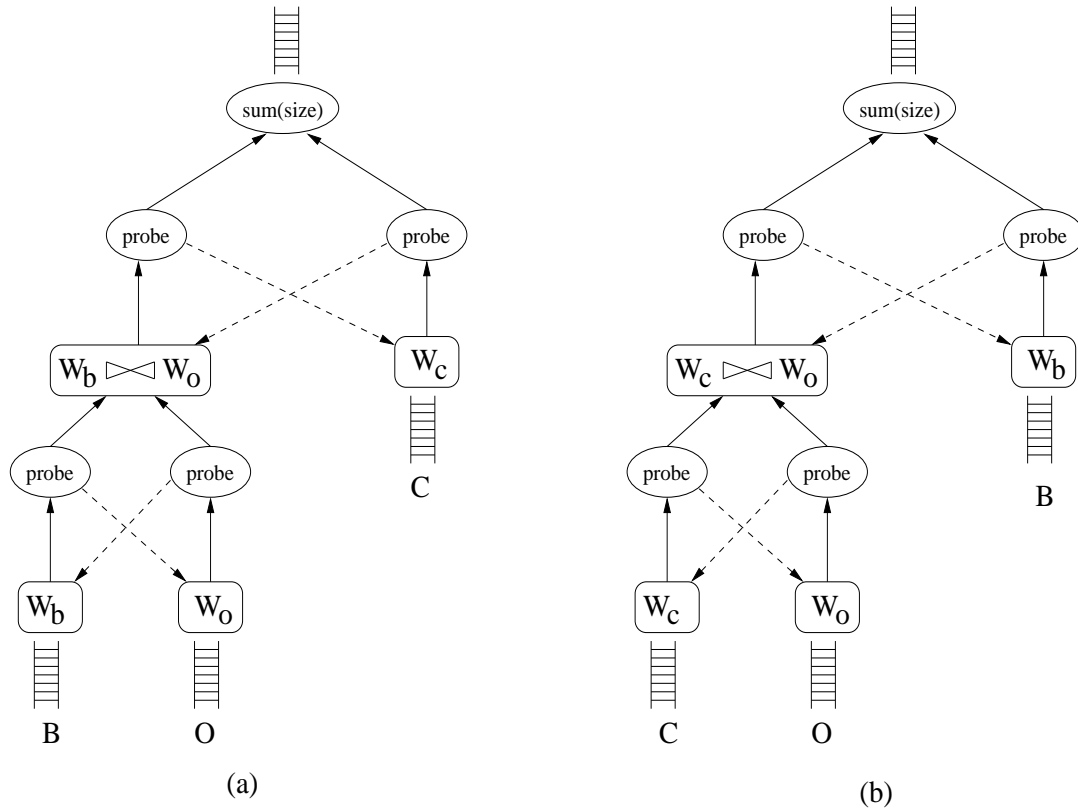 sum(size)
probe
probe
W_b ⋈ W_o
W_c
probe
probe
C
W_b
W_o
B
O
(a)
sum(size)
probe
probe
W_c ⋈ W_o
W_b
probe
probe
B
W_c
W_o
C
O
(b)